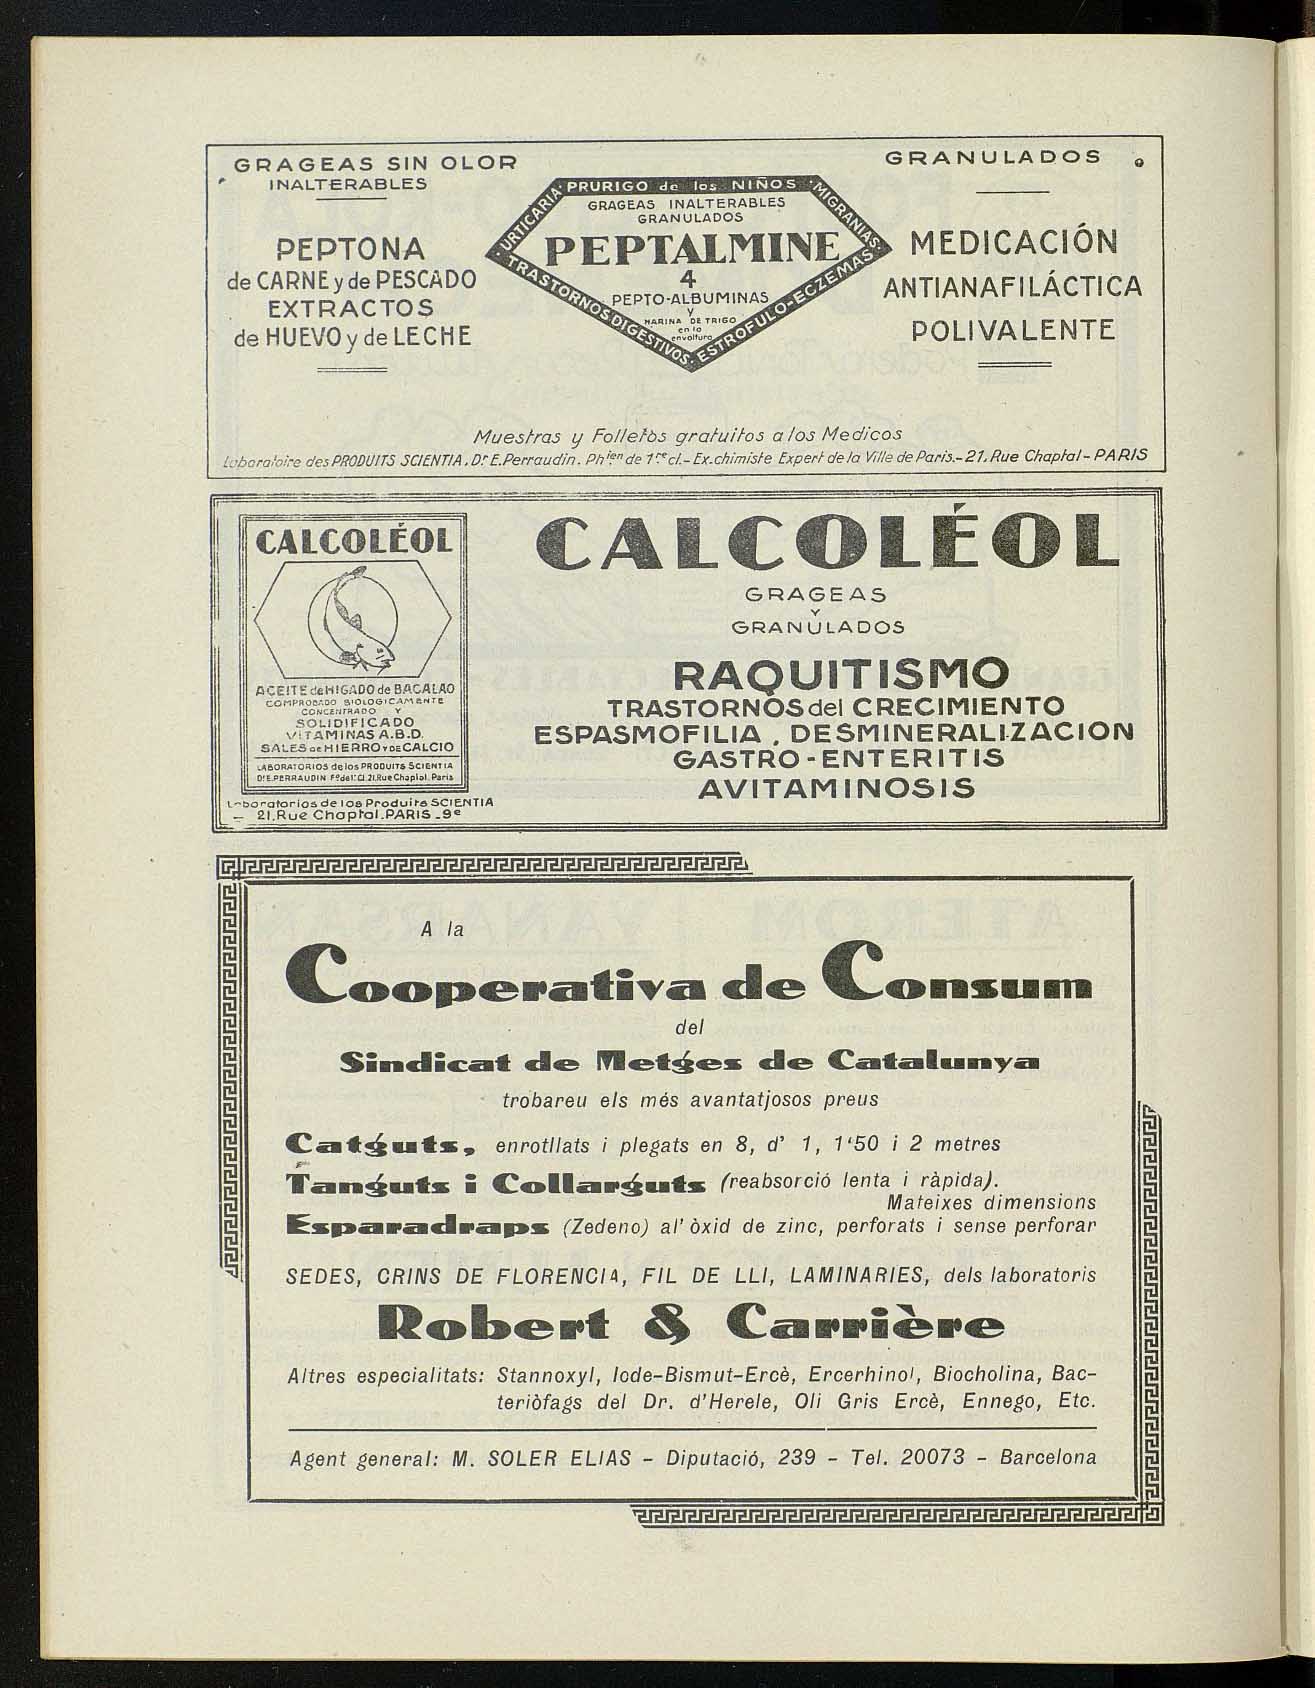 GRAGEAS SIN OLOR
INALTERABLES
PEPTONA
de CARNE y de PESCADO
EXTRACTOS
de HUEVO y de LECHE
URTICARIA · PRURIGO de los NIÑOS · MIGRANIAS ·
GRAGEAS INALTERABLES
GRANULADOS
PEPTALMINE
4
PEPTO-ALBUMINAS
Y
HARINA DE TRIGO
en la
envoltura
TRASTORNOS DIGESTIVOS · ESTROFULO - ECZEMAS ·
GRANULADOS
MEDICACIÓN
ANTIANAFILÁCTICA
POLIVALENTE
Muestras y Folletos gratuitos a los Medicos
Laboratoire des PRODUITS SCIENTIA. Dr E. Perraudin. Phien de 1re cl. - Ex. chimiste Expert de la Ville de Paris. - 21. Rue Chaptal - PARIS
CALCOLÉOL
ACEITE de HIGADO de BACALAO
COMPROBADO BIOLOGICAMENTE
CONCENTRADO Y
SOLIDIFICADO
VITAMINAS A.B.D.
SALES de HIERRO Y DE CALCIO
LABORATORIOS de los PRODUITS SCIENTIA
Dr E. PERRAUDIN Fº de 1ª Cl. 21. Rue Chaptal. Paris
Laboratorios de los Produits SCIENTIA
21. Rue Chaptal. PARIS - 9e
CALCOLÉOL
GRAGEAS
Y
GRANULADOS
RAQUITISMO
TRASTORNOS del CRECIMIENTO
ESPASMOFILIA . DESMINERALIZACION
GASTRO - ENTERITIS
AVITAMINOSIS
A la
Cooperativa de Consum
del
Sindicat de Metges de Catalunya
trobareu els més avantatjosos preus
Catguts, enrotllats i plegats en 8, d' 1, 1'50 i 2 metres
Tanguts i Collarguts (reabsorció lenta i ràpida).
Mateixes dimensions
Esparadraps (Zedeno) al' òxid de zinc, perforats i sense perforar
SEDES, CRINS DE FLORENCIA, FIL DE LLI, LAMINARIES, dels laboratoris
Robert & Carrière
Altres especialitats: Stannoxyl, Iode-Bismut-Ercè, Ercerhinol, Biocholina, Bac-
teriòfags del Dr. d'Herele, Oli Gris Ercè, Ennego, Etc.
Agent general: M. SOLER ELIAS - Diputació, 239 - Tel. 20073 - Barcelona